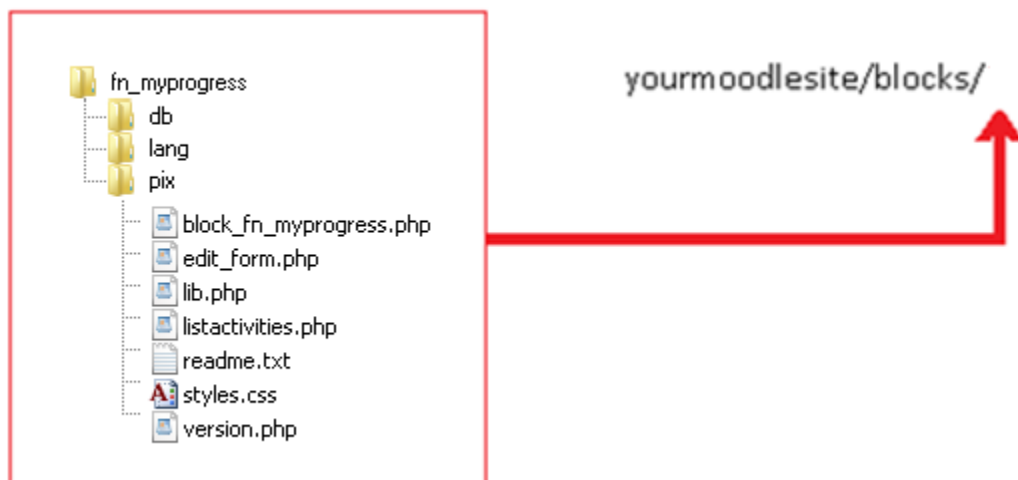 fn_myprogress
db
lang
pix
block_fn_myprogress.php
edit_form.php
lib.php
listactivities.php
readme.txt
styles.css
version.php
yourmoodlesite/blocks/